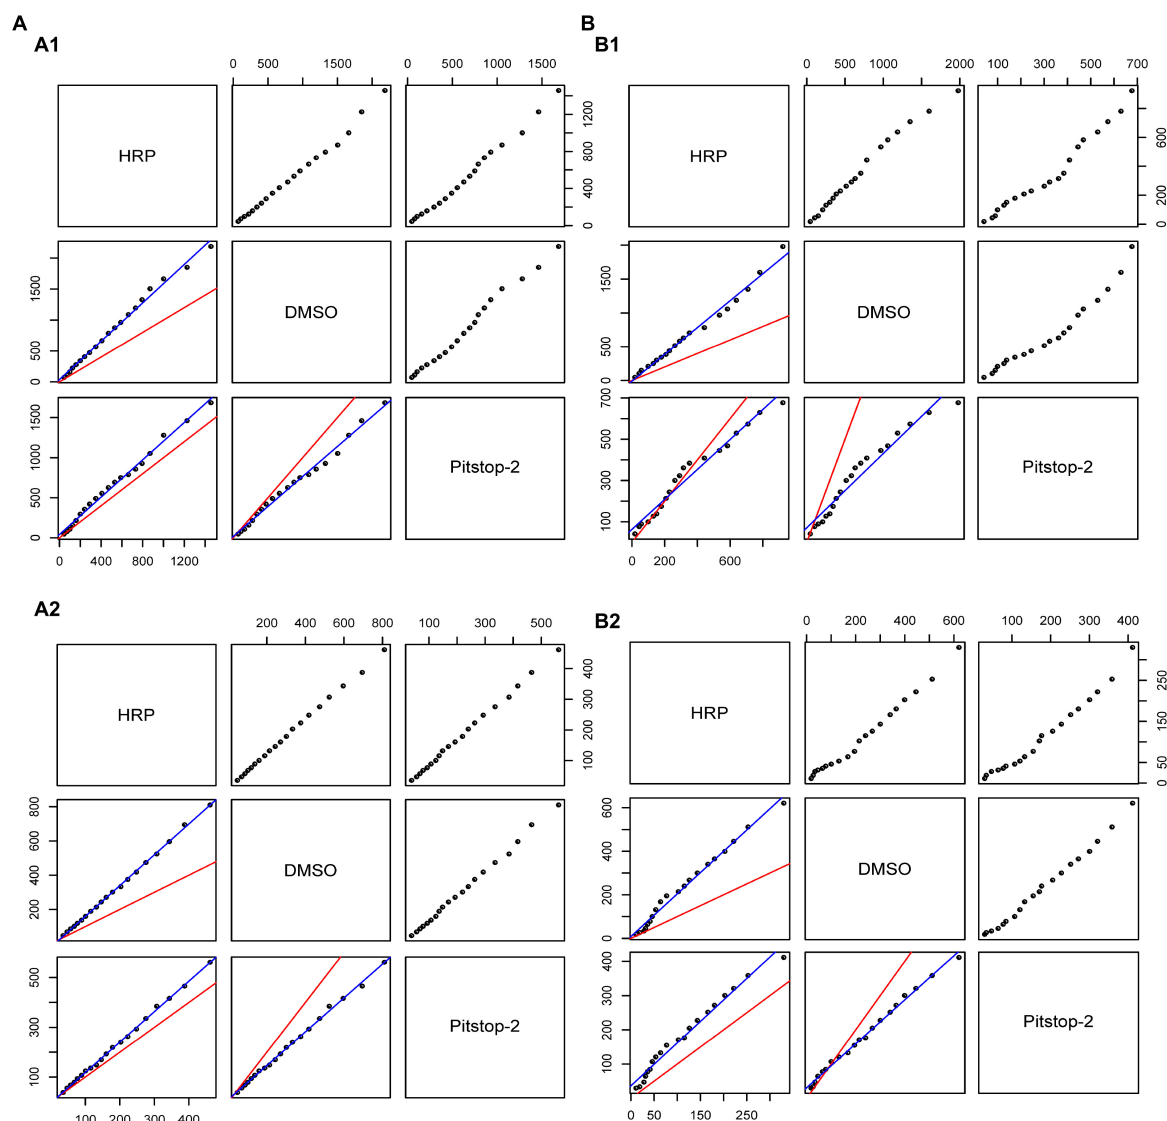 A
B
A1
B1
0 500 1500
0 500 1000 1500
0 500 1000 2000
100 300 500 700
HRP
0 400 800 1200
HRP
0 200 600
0 500 1500
DMSO
0 500 1500
DMSO
0 500 1000 1500
Pitstop-2
100 300 500 600 700
Pitstop-2
0 400 800 1200
0 200 600
A2
B2
200 400 600 800
100 200 300 500
0 200 400 600
100 200 300 400
HRP
100 200 300 400
HRP
0 50 150 250
200 400 600 800
DMSO
0 200 400 600
DMSO
100 300 500
Pitstop-2
100 200 300 400
Pitstop-2
100 200 300 400
0 50 150 250